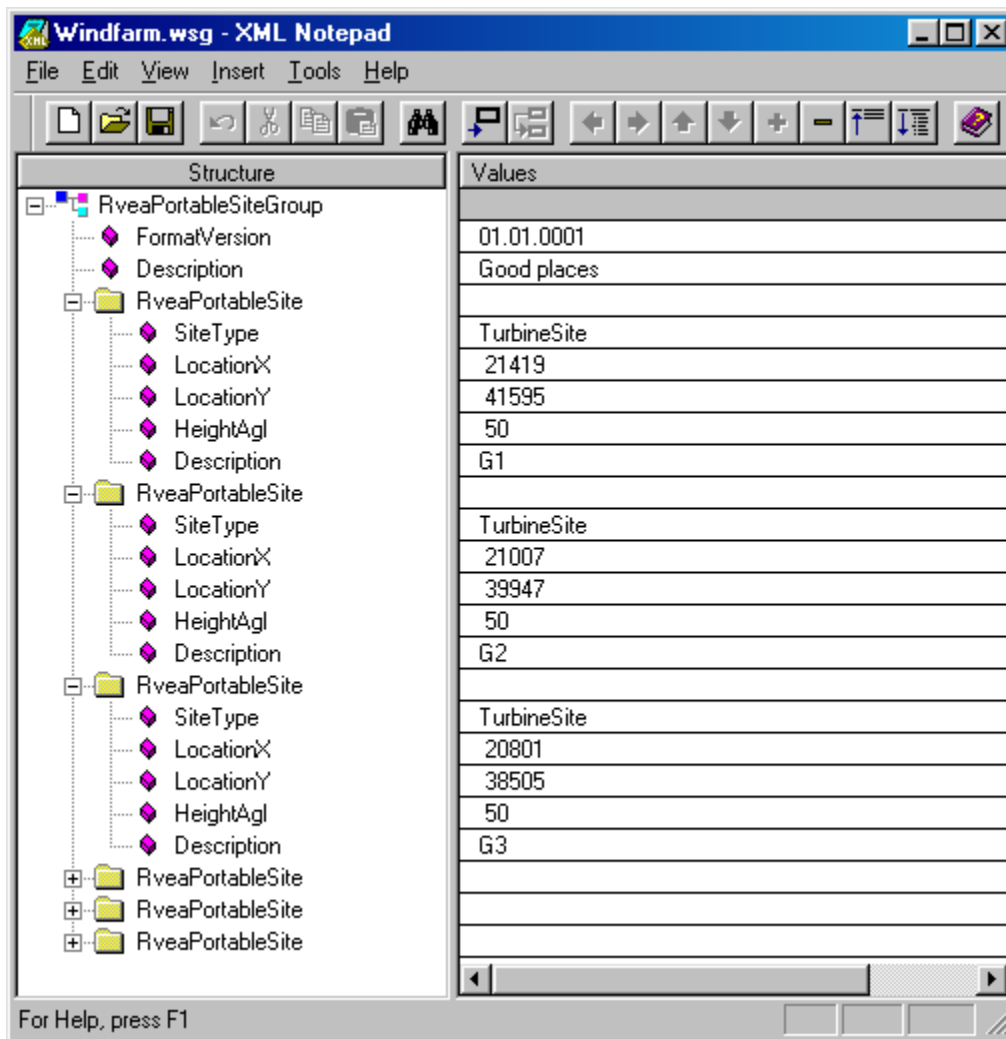 Windfarm.wsg - XML Notepad
File Edit View Insert Tools Help
Structure Values
RveaPortableSiteGroup
FormatVersion 01.01.0001
Description Good places
RveaPortableSite
SiteType TurbineSite
LocationX 21419
LocationY 41595
HeightAgl 50
Description G1
RveaPortableSite
SiteType TurbineSite
LocationX 21007
LocationY 39947
HeightAgl 50
Description G2
RveaPortableSite
SiteType TurbineSite
LocationX 20801
LocationY 38505
HeightAgl 50
Description G3
RveaPortableSite
RveaPortableSite
RveaPortableSite
For Help, press F1